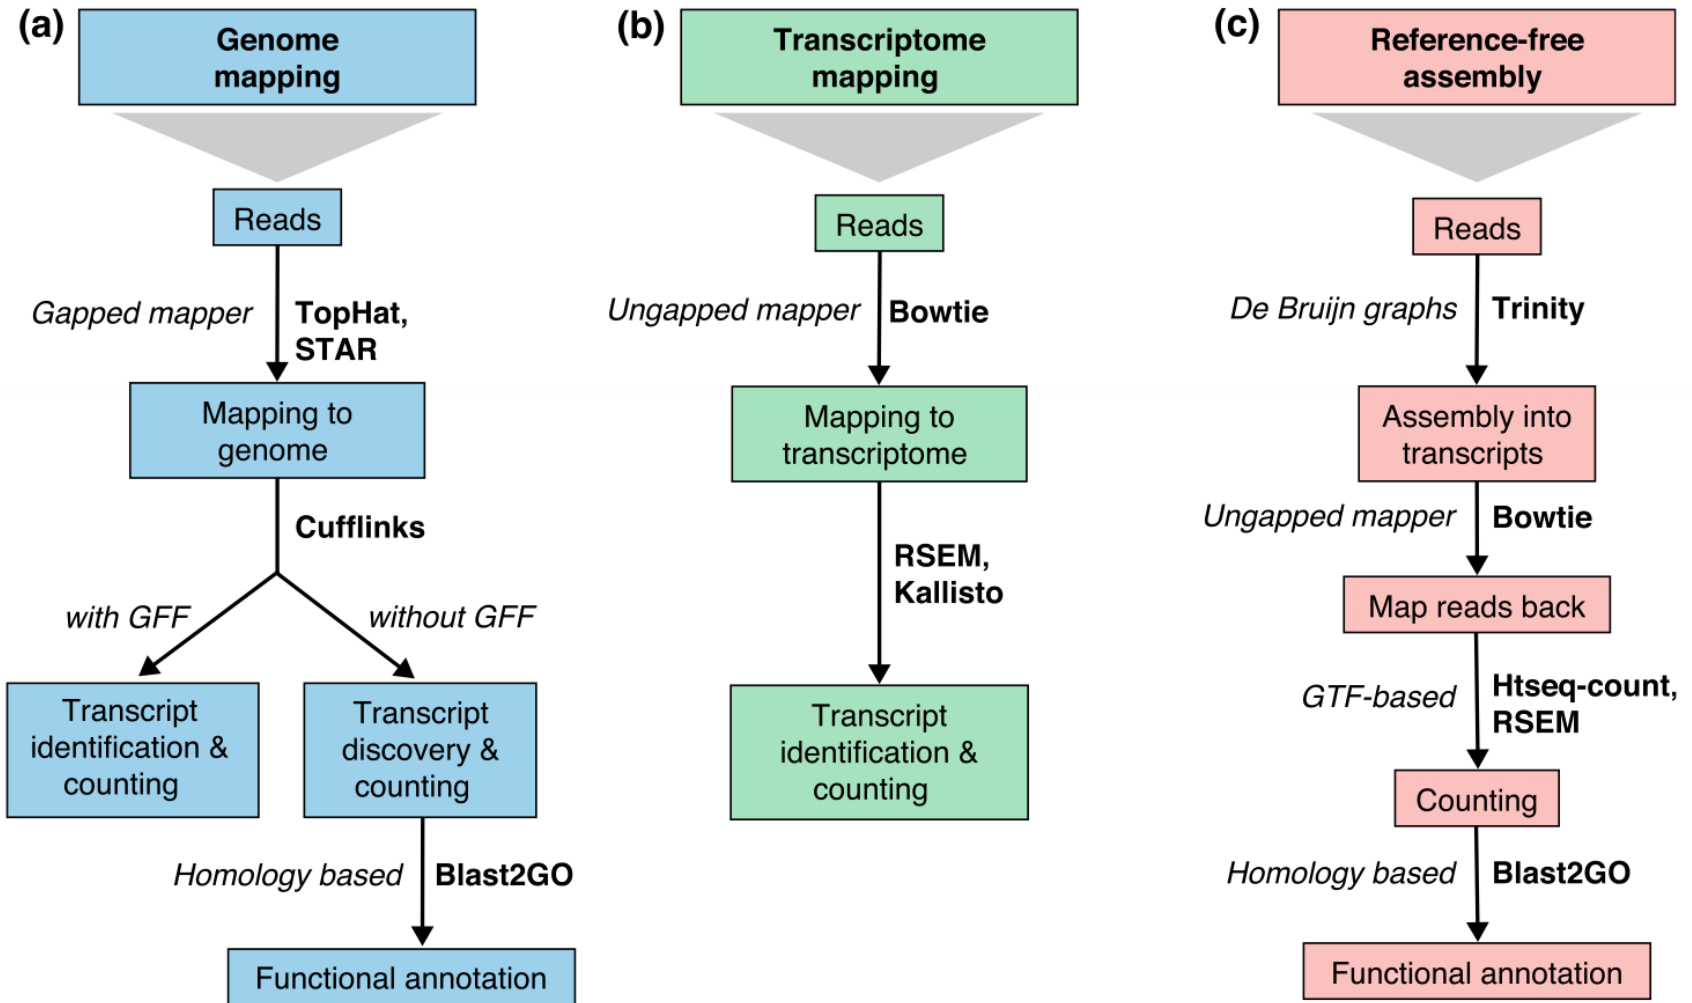 (a)
Genome
mapping
Reads
Gapped mapper
TopHat,
STAR
Mapping to
genome
Cufflinks
with GFF
without GFF
Transcript
identification &
counting
Transcript
discovery &
counting
Homology based
Blast2GO
Functional annotation
(b)
Transcriptome
mapping
Reads
Ungapped mapper
Bowtie
Mapping to
transcriptome
RSEM,
Kallisto
Transcript
identification &
counting
(c)
Reference-free
assembly
Reads
De Bruijn graphs
Trinity
Assembly into
transcripts
Ungapped mapper
Bowtie
Map reads back
GTF-based
Htseq-count,
RSEM
Counting
Homology based
Blast2GO
Functional annotation